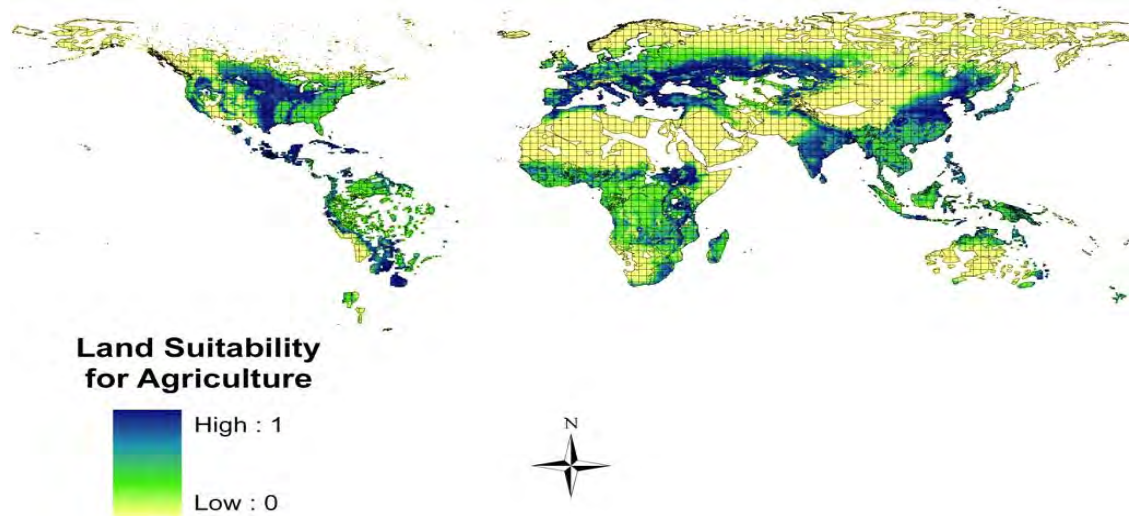 Land Suitability
for Agriculture
High : 1
Low : 0
N